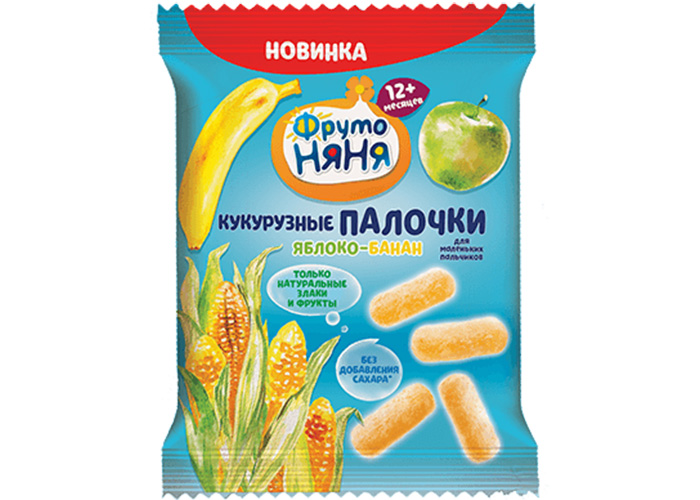 НОВИНКА
12+
месяцев
Фруто
НЯНЯ
КУКУРУЗНЫЕ ПАЛОЧКИ
ЯБЛОКО-БАНАН
для
маленьких
пальчиков
ТОЛЬКО
НАТУРАЛЬНЫЕ
ЗЛАКИ
И ФРУКТЫ
БЕЗ
ДОБАВЛЕНИЯ
САХАРА*